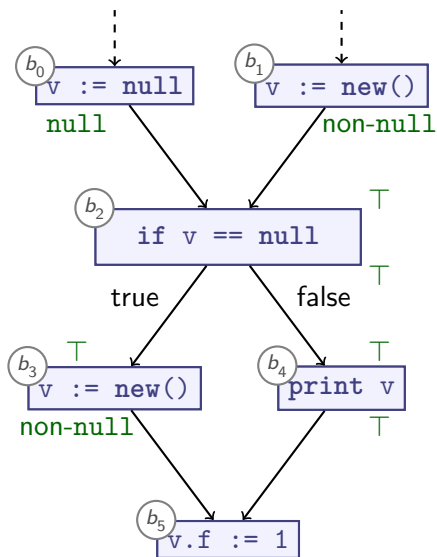 b0
v := null
b1
v := new()
null
non-null
b2
⊤
if v == null
⊤
true
false
⊤
⊤
b3
v := new()
b4
print v
non-null
⊤
b5
v.f := 1